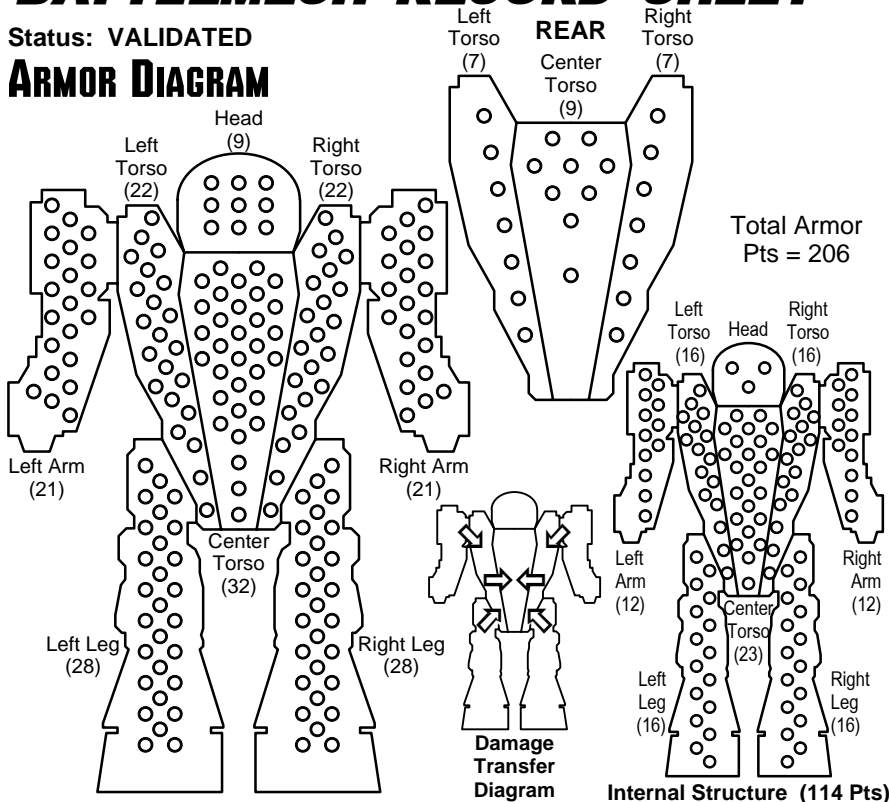 BATTLEMECH RECORD SHEET
Status: VALIDATED
ARMOR DIAGRAM
Head
(9)
Left
Torso
(22)
Right
Torso
(22)
Left Arm
(21)
Right Arm
(21)
Center
Torso
(32)
Left Leg
(28)
Right Leg
(28)
Left
Torso
(7)
REAR
Center
Torso
(9)
Right
Torso
(7)
Total Armor
Pts = 206
Left
Torso
(16)
Head
Right
Torso
(16)
Left
Arm
(12)
Right
Arm
(12)
Center
Torso
(23)
Left
Leg
(16)
Right
Leg
(16)
Damage
Transfer
Diagram
Internal Structure (114 Pts)